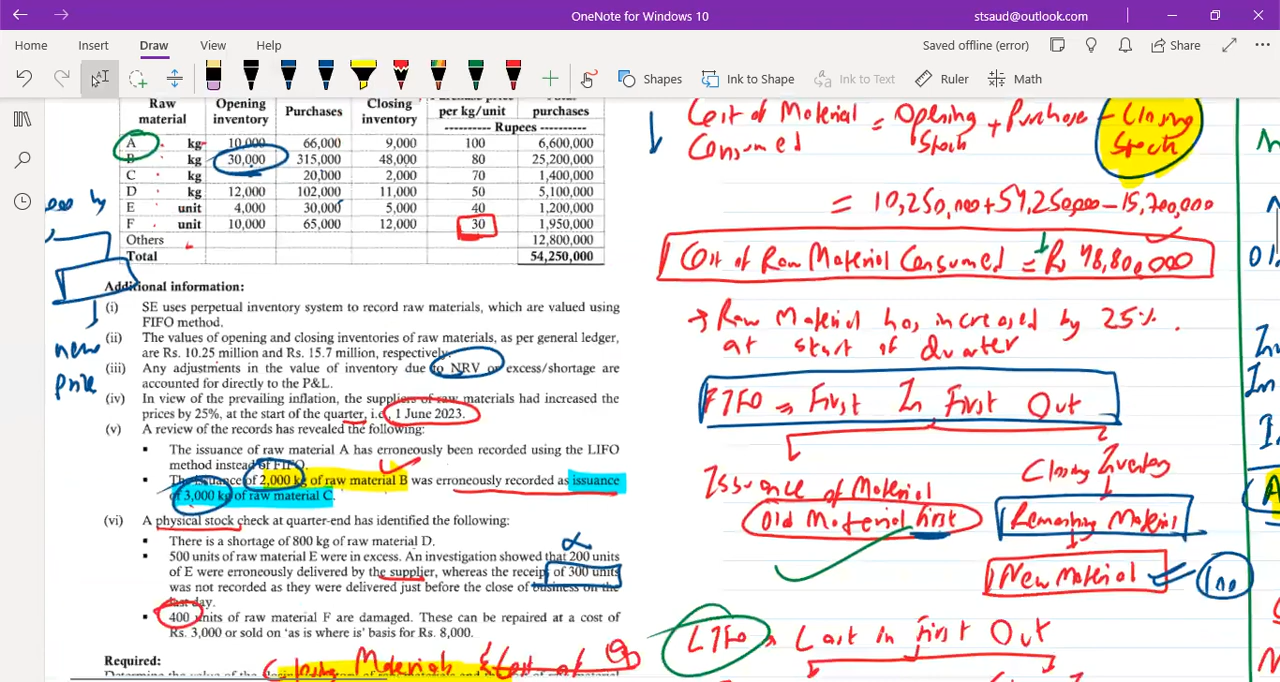 OneNote for Windows 10
stsaud@outlook.com
Home Insert Draw View Help
Saved offline (error)
Share
Shapes
Ink to Shape
Ink to Text
Ruler
Math
Raw material Opening inventory Purchases Closing inventory per kg/unit purchases
---------- Rupees ----------
A kg 10,000 66,000 9,000 100 6,600,000
B kg 30,000 315,000 48,000 80 25,200,000
C kg 20,000 2,000 70 1,400,000
D kg 12,000 102,000 11,000 50 5,100,000
E unit 4,000 30,000 5,000 40 1,200,000
F unit 10,000 65,000 12,000 30 1,950,000
Others 12,800,000
Total 54,250,000
Additional information:
(i) SE uses perpetual inventory system to record raw materials, which are valued using
FIFO method.
(ii) The values of opening and closing inventories of raw materials, as per general ledger,
are Rs. 10.25 million and Rs. 15.7 million, respectively.
(iii) Any adjustments in the value of inventory due to NRV or excess/shortage are
accounted for directly to the P&L.
(iv) In view of the prevailing inflation, the suppliers of raw materials had increased the
prices by 25%, at the start of the quarter, i.e., 1 June 2023.
(v) A review of the records has revealed the following:
The issuance of raw material A has erroneously been recorded using the LIFO
method instead of FIFO.
The issuance of 2,000 kg of raw material B was erroneously recorded as issuance
of 3,000 kg of raw material C.
(vi) A physical stock check at quarter-end has identified the following:
There is a shortage of 800 kg of raw material D.
500 units of raw material E were in excess. An investigation showed that 200 units
of E were erroneously delivered by the supplier, whereas the receipt of 300 units
was not recorded as they were delivered just before the close of business on the
last day.
400 units of raw material F are damaged. These can be repaired at a cost of
Rs. 3,000 or sold on 'as is where is' basis for Rs. 8,000.
Required:
by
new
price
Closing Materials & Cost of
Cost of Material Consumed = Opening Stock + Purchase - Closing Stock
= 10,250,000+54,250,000-15,700,000
Cost of Raw Material Consumed = Rs 48,800,000
→ Raw Material has increased by 25%.
at start of Quarter
FIFO = First In First Out
Issuance of Material
Old Material first
Closing Inventory
Remaining Material
New Material
LIFO = Last in First Out